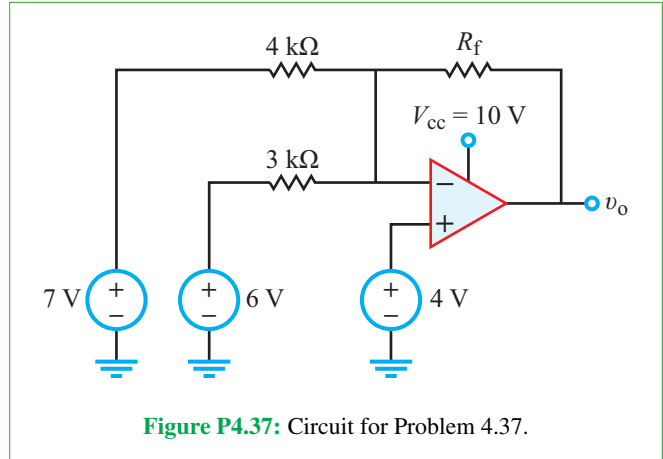 4 kΩ
R_f
V_cc = 10 V
3 kΩ
−
+
v_o
7 V
+
−
+
−
6 V
+
−
4 V
Figure P4.37: Circuit for Problem 4.37.